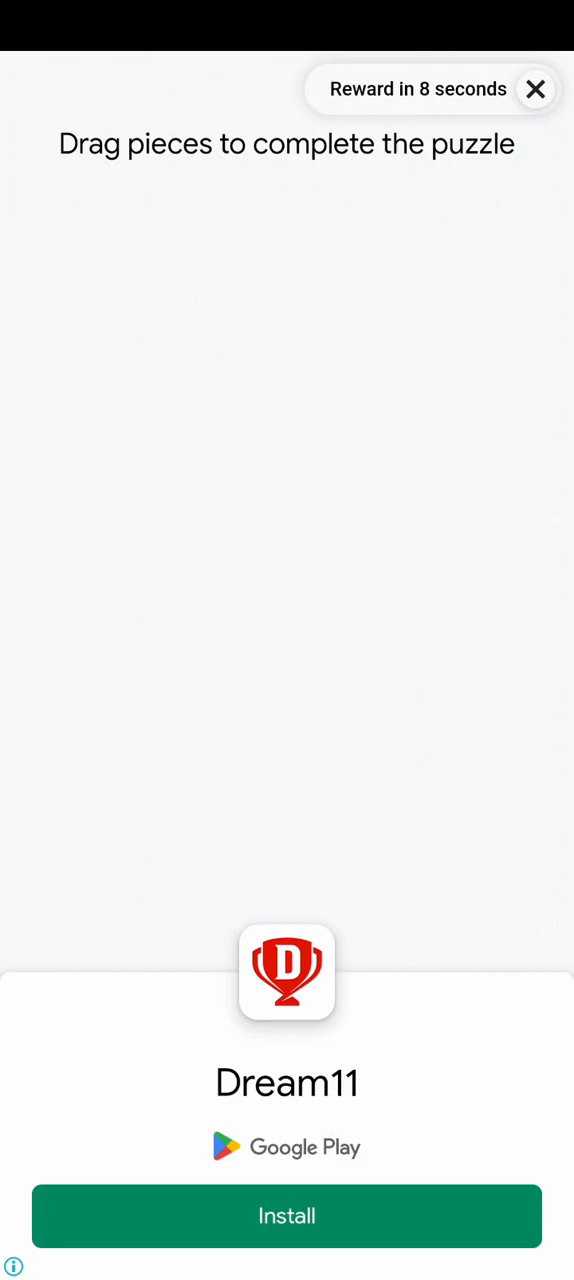 Reward in 8 seconds
Drag pieces to complete the puzzle
D
Dream11
Google Play
Install